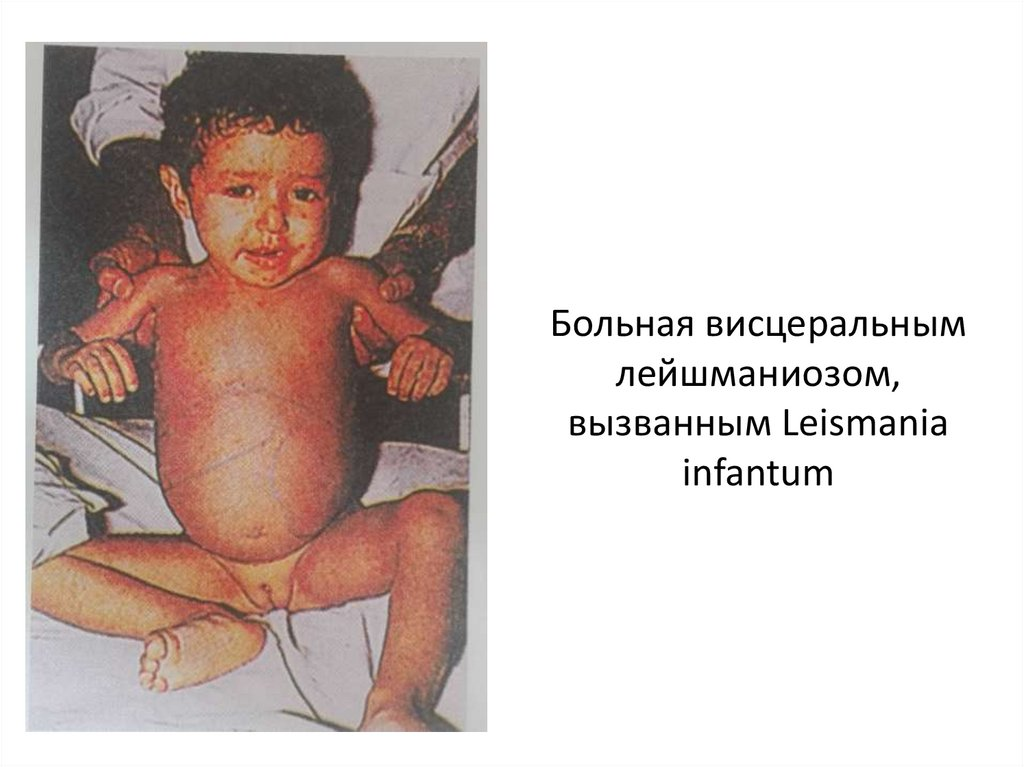 Больная висцеральным
лейшманиозом,
вызванным Leismania
infantum